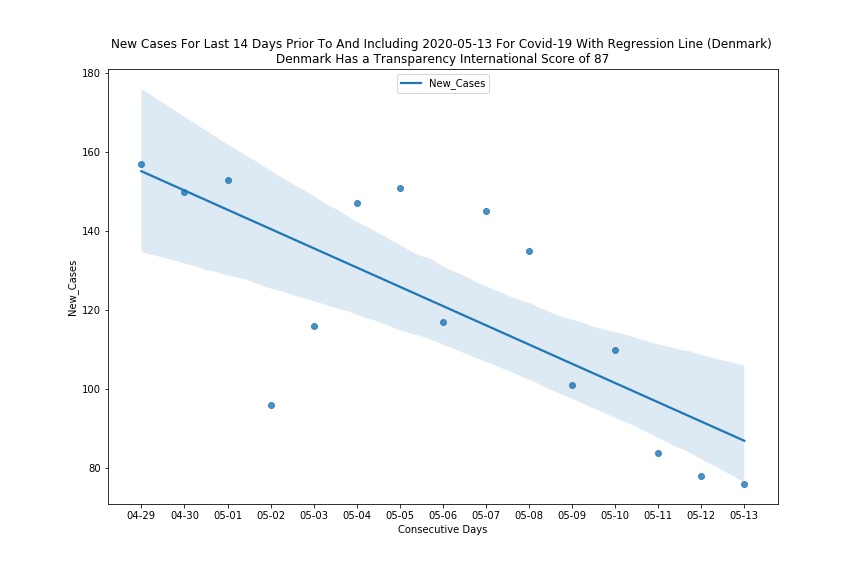 New Cases For Last 14 Days Prior To And Including 2020-05-13 For Covid-19 With Regression Line (Denmark)
Denmark Has a Transparency International Score of 87
New_Cases
180
160
140
120
100
80
New_Cases
04-29 04-30 05-01 05-02 05-03 05-04 05-05 05-06 05-07 05-08 05-09 05-10 05-11 05-12 05-13
Consecutive Days